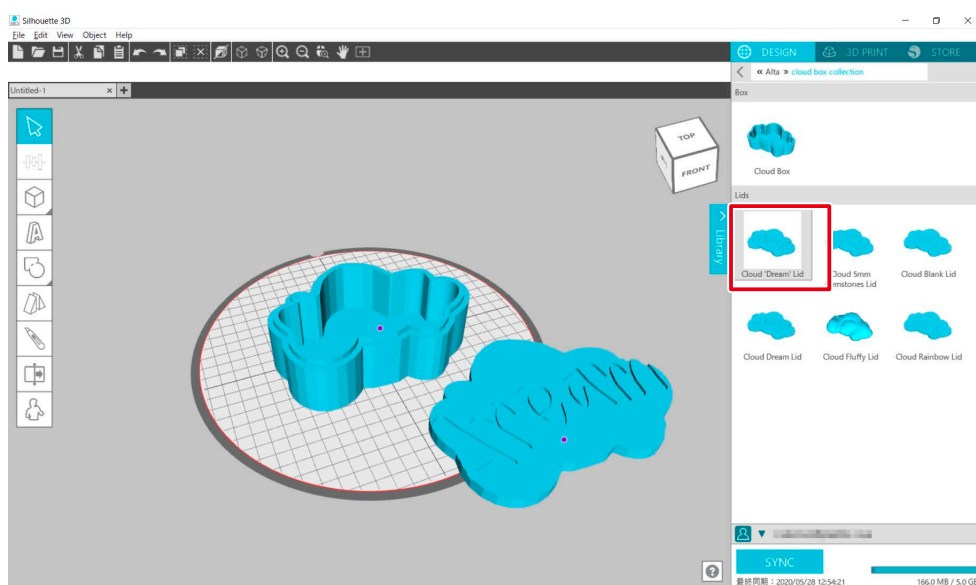 Silhouette 3D
File Edit View Object Help
DESIGN 3D PRINT STORE
« Alta » cloud box collection
Untitled-1 × +
Box
Cloud Box
Lids
Cloud 'Dream' Lid
Cloud 5mm
emstones Lid
Cloud Blank Lid
Cloud Dream Lid
Cloud Fluffy Lid
Cloud Rainbow Lid
Library
TOP
FRONT
SYNC
最終同期：2020/05/28 12:54:21
166.0 MB / 5.0 GB